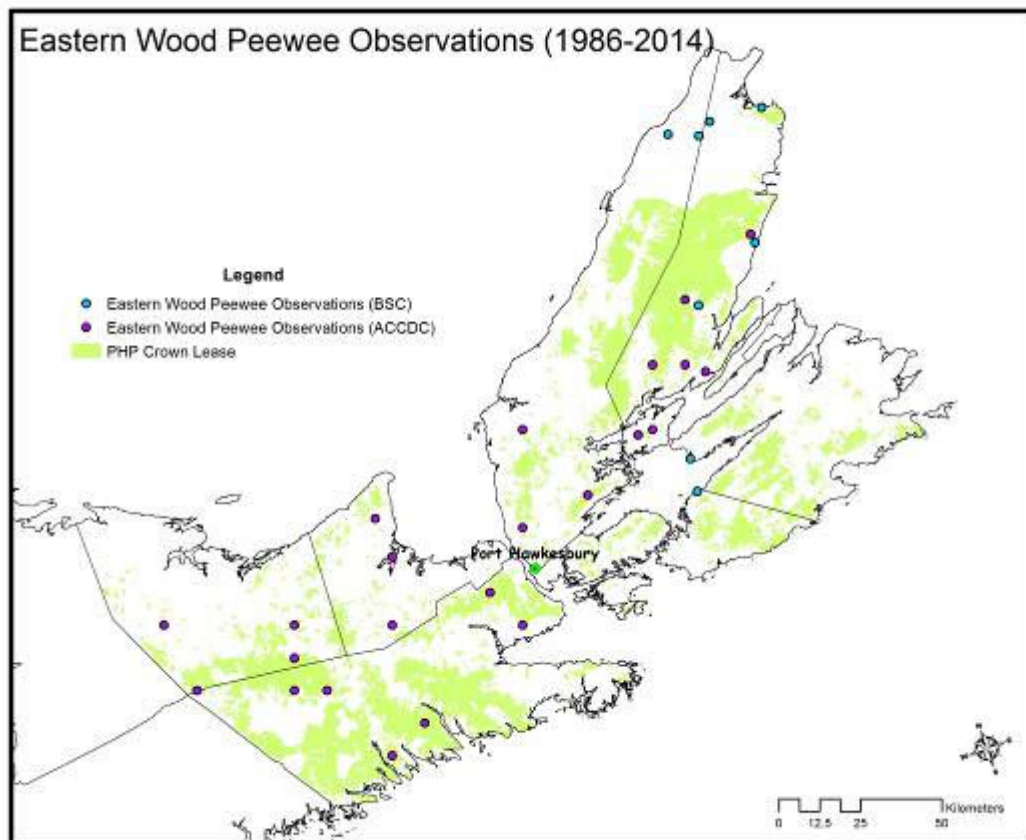 Eastern Wood Peewee Observations (1986-2014)
Legend
Eastern Wood Peewee Observations (BSC)
Eastern Wood Peewee Observations (ACCDC)
PHP Crown Lease
Port Hawkesbury
Kilometers
0 12.5 25 50